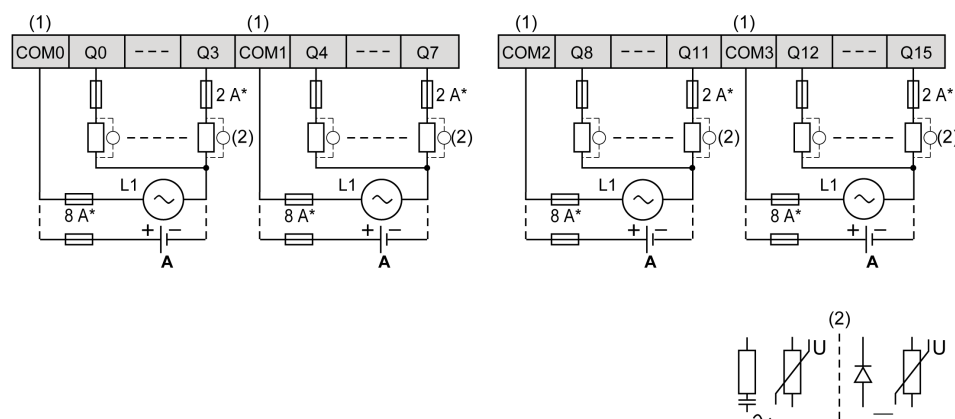 (1) (1) (1) (1)
COM0 Q0 --- Q3 COM1 Q4 --- Q7 COM2 Q8 --- Q11 COM3 Q12 --- Q15
2 A* 2 A* 2 A* 2 A*
(2) (2) (2) (2)
L1 L1 L1 L1
8 A* 8 A* 8 A* 8 A*
+ − + − + − + −
A A A A
(2)
U U